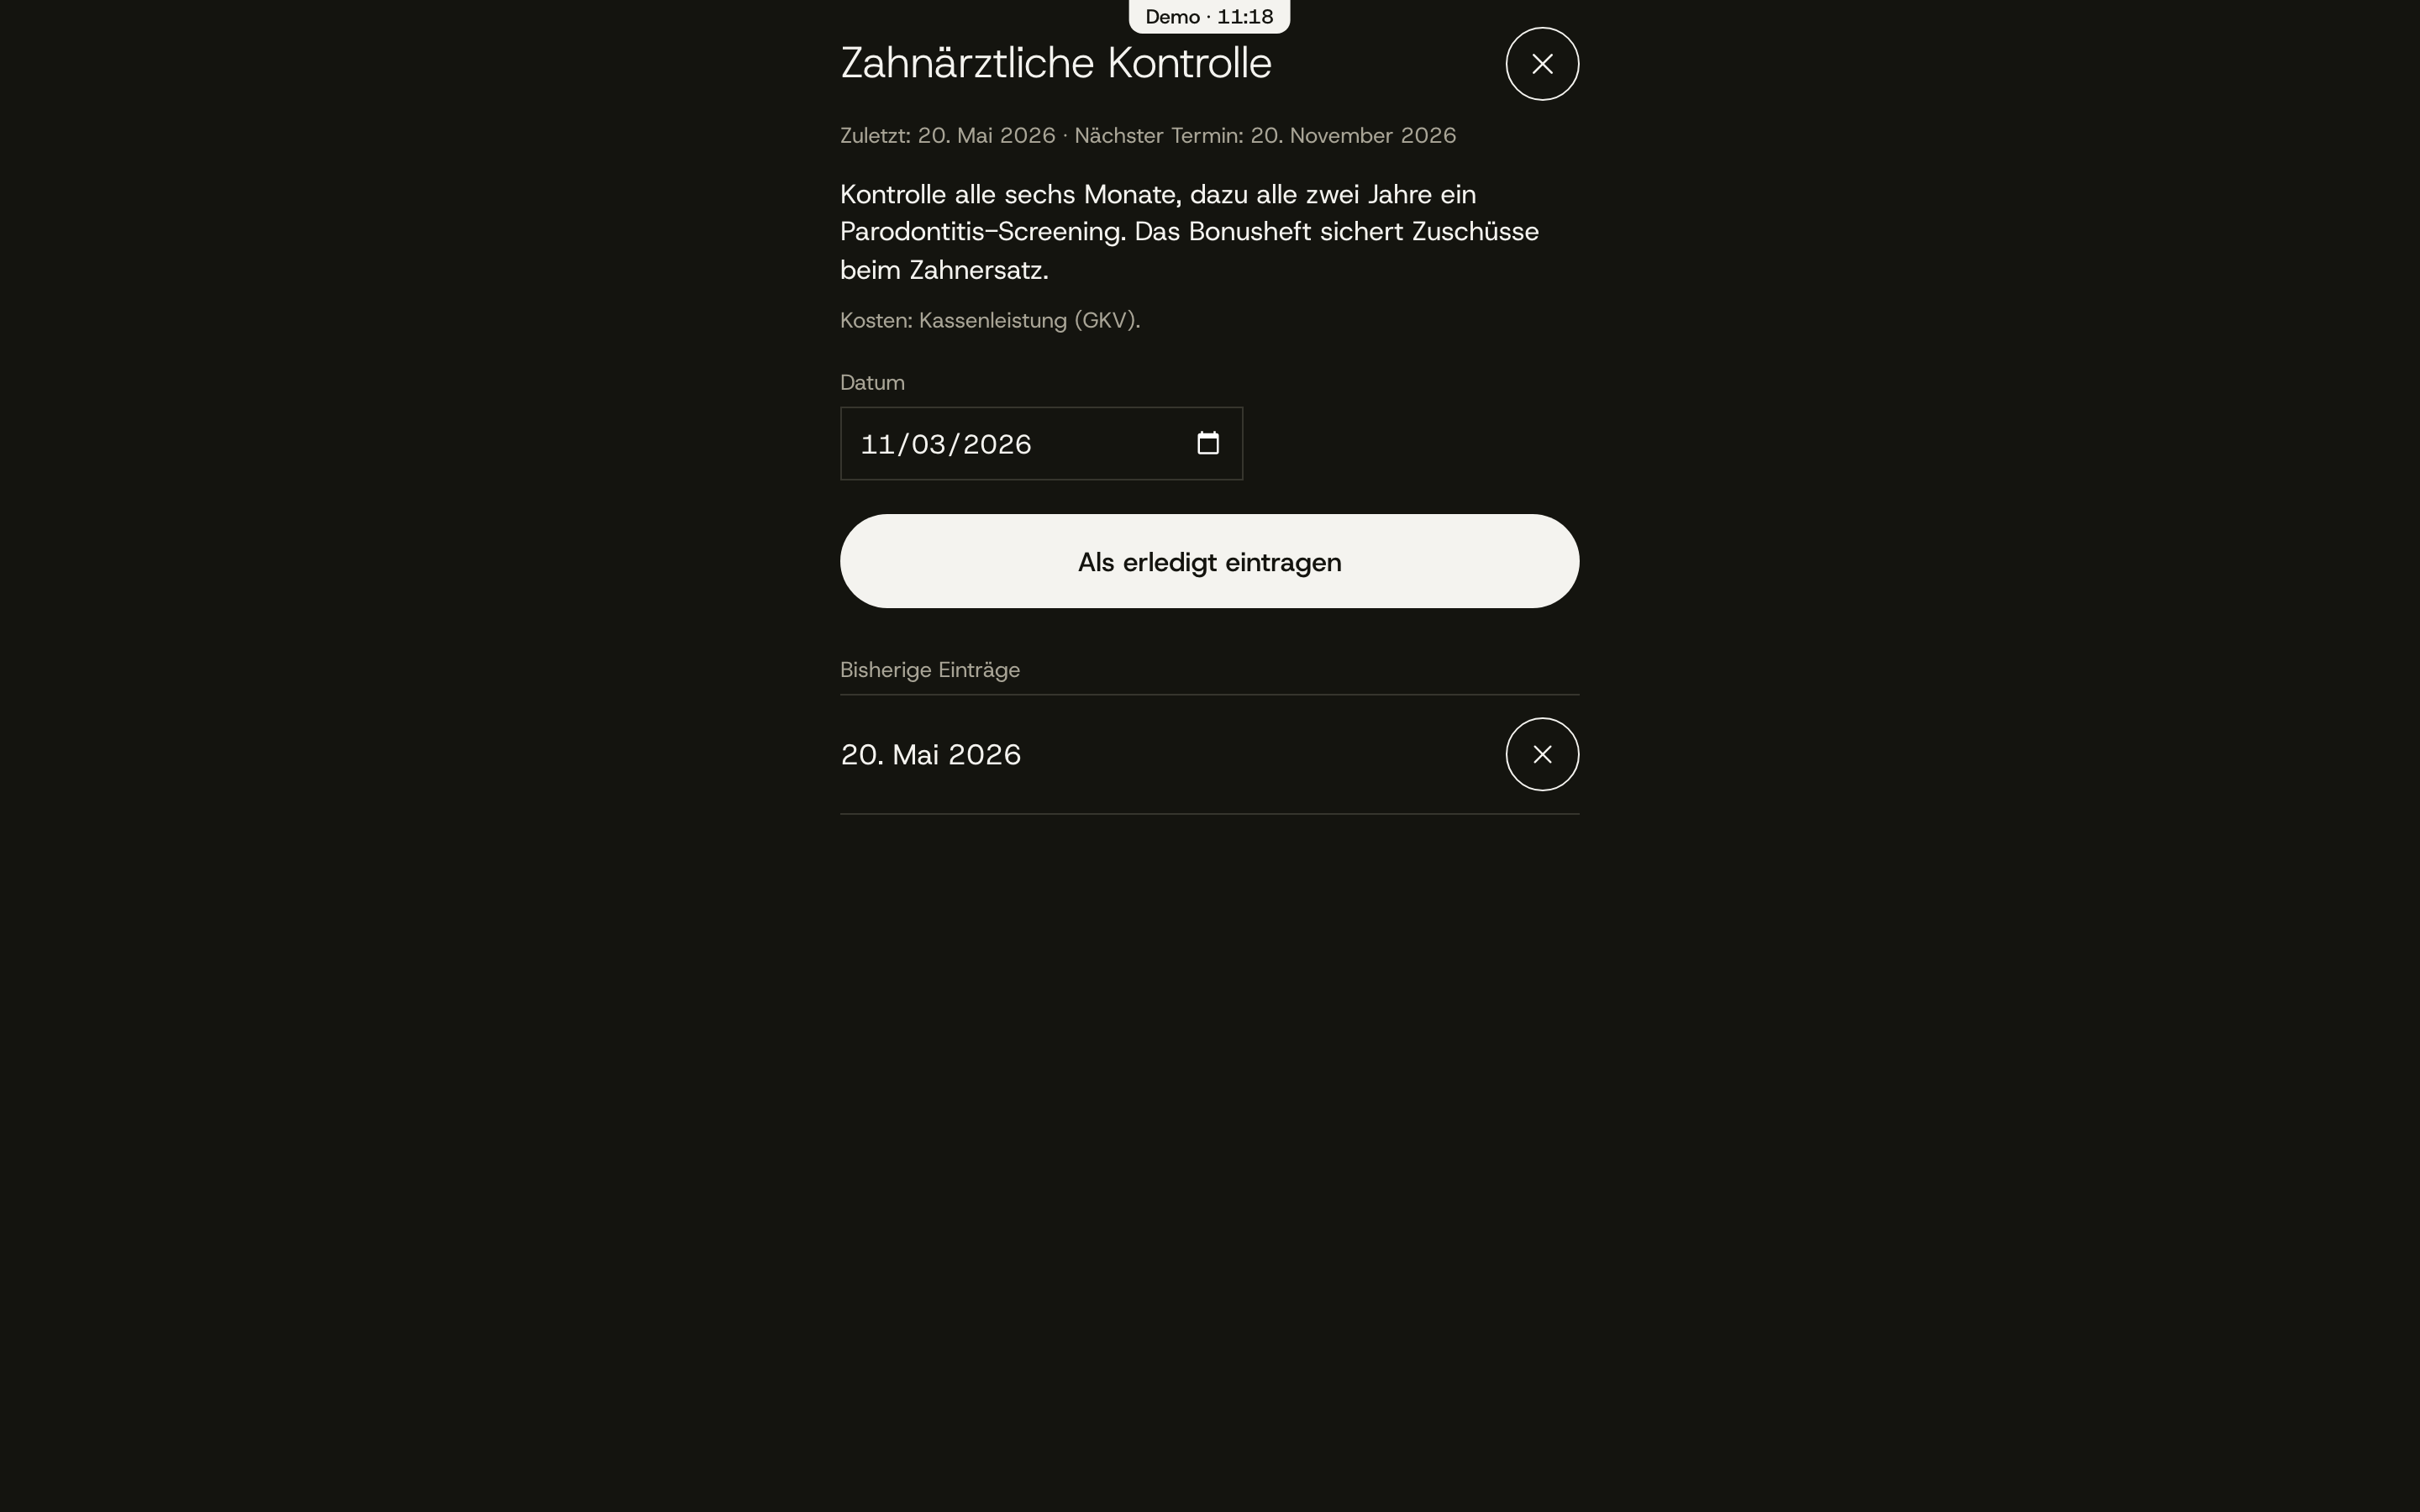 Demo · 11:18
Zahnärztliche Kontrolle
Zuletzt: 20. Mai 2026 · Nächster Termin: 20. November 2026
Kontrolle alle sechs Monate, dazu alle zwei Jahre ein
Parodontitis-Screening. Das Bonusheft sichert Zuschüsse
beim Zahnersatz.
Kosten: Kassenleistung (GKV).
Datum
11/03/2026
Als erledigt eintragen
Bisherige Einträge
20. Mai 2026